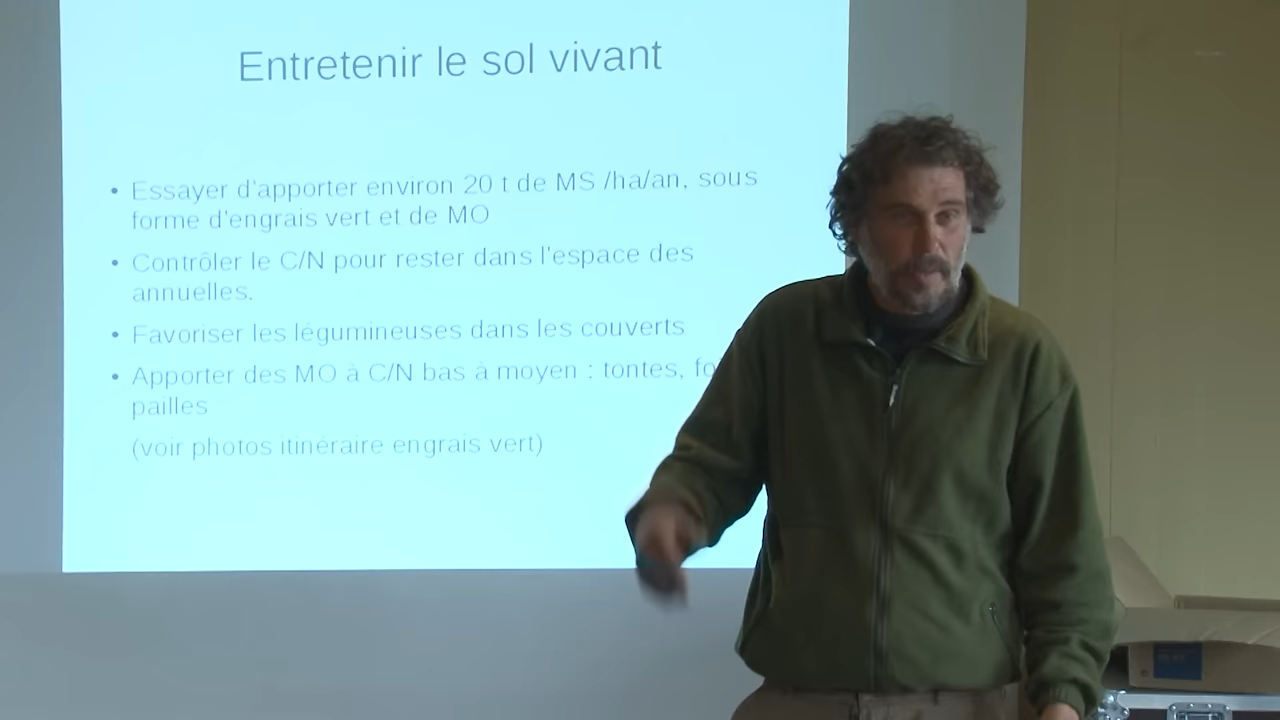 Entretenir le sol vivant
• Essayer d'apporter environ 20 t de MS /ha/an, sous
forme d'engrais vert et de MO
• Contrôler le C/N pour rester dans l'espace des
annuelles.
• Favoriser les légumineuses dans les couverts
• Apporter des MO à C/N bas à moyen : tontes,
pailles
(voir photos itinéraire engrais vert)